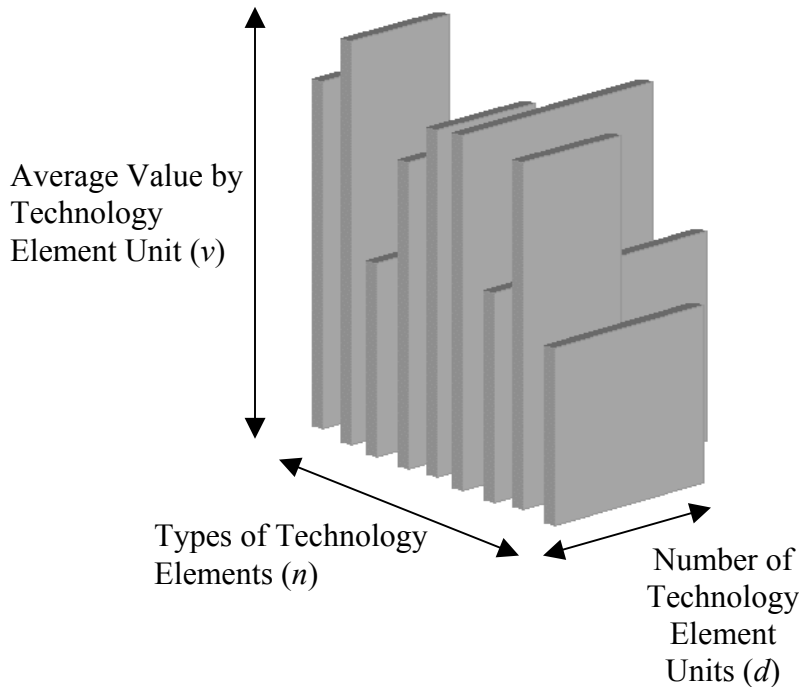 Average Value by
Technology
Element Unit (v)
Types of Technology
Elements (n)
Number of
Technology
Element
Units (d)